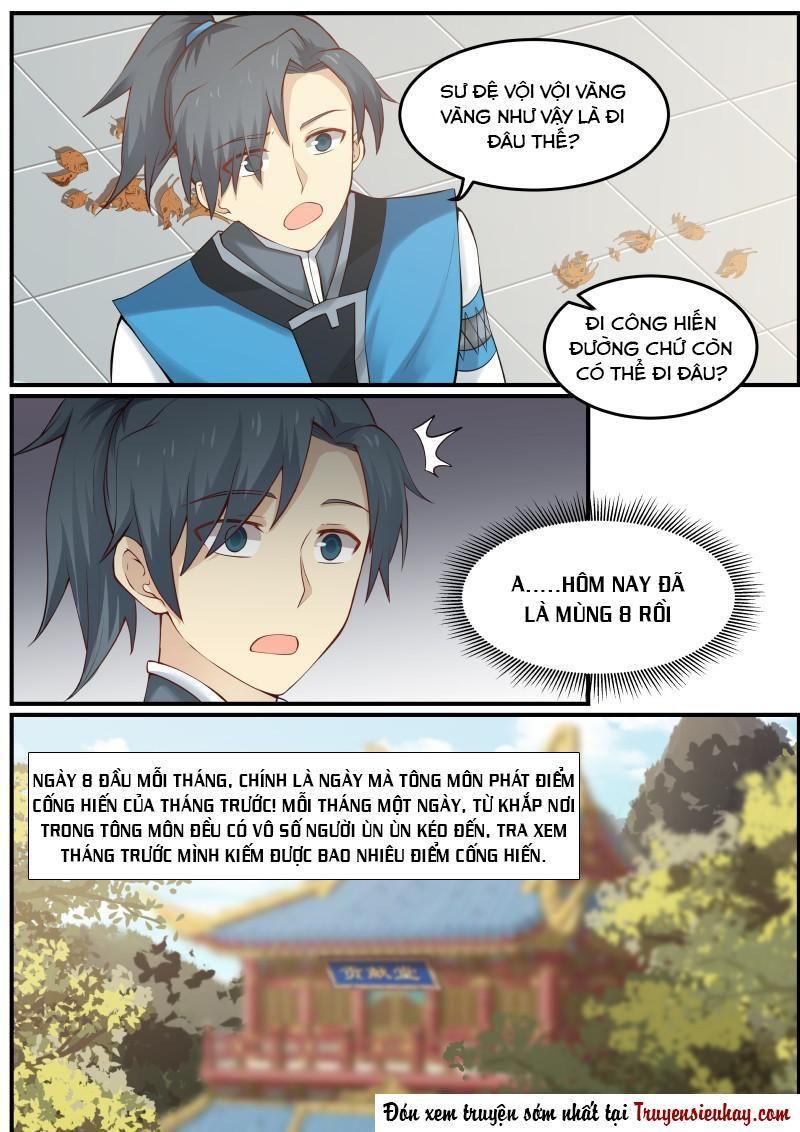 SƯ ĐỆ VỘI VỘI VÀNG
VÀNG NHƯ VẬY LÀ ĐI
ĐÂU THẾ?
ĐI CÔNG HIẾN
ĐƯỜNG CHỨ CÒN
CÓ THỂ ĐI ĐÂU?
À.....HÔM NAY ĐÃ
LÀ MÙNG 8 RỒI
NGÀY 8 ĐẦU MỖI THÁNG, CHÍNH LÀ NGÀY MÀ TÔNG MÔN PHÁT ĐIỂM
CỐNG HIẾN CỦA THÁNG TRƯỚC! MỖI THÁNG MỘT NGÀY, TỪ KHẮP NƠI
TRONG TÔNG MÔN ĐỀU CÓ VÔ SỐ NGƯỜI ÙN ÙN KÉO ĐẾN, TRA XEM
THÁNG TRƯỚC MÌNH KIẾM ĐƯỢC BAO NHIÊU ĐIỂM CỐNG HIẾN.
贡献堂
Đón xem truyện sớm nhất tại Truyensieuhay.com